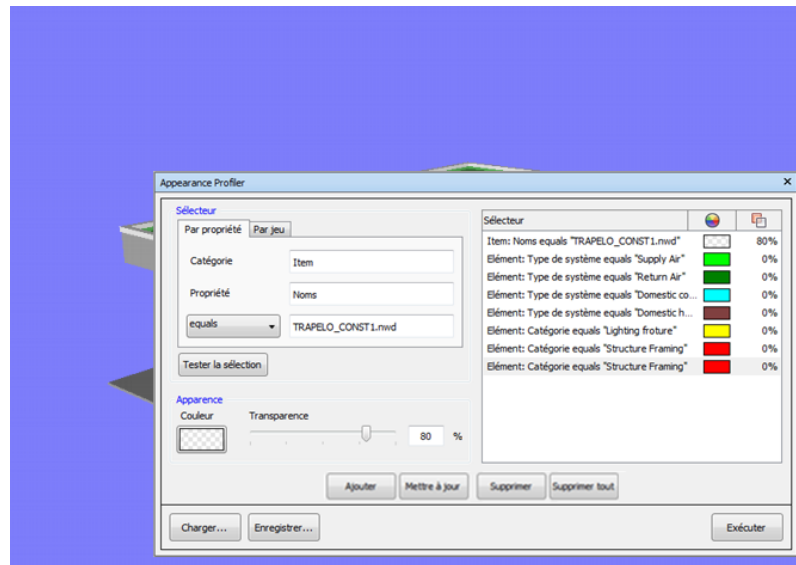 Appearance Profiler
Sélecteur
Par propriété Par jeu
Catégorie Item
Propriété Noms
equals TRAPELO_CONST1.nwd
Tester la sélection
Apparence
Couleur Transparence
80 %
Sélecteur
Item: Noms equals "TRAPELO_CONST1.nwd" 80%
Elément: Type de système equals "Supply Air" 0%
Elément: Type de système equals "Return Air" 0%
Elément: Type de système equals "Domestic co... 0%
Elément: Type de système equals "Domestic h... 0%
Elément: Catégorie equals "Lighting froture" 0%
Elément: Catégorie equals "Structure Framing" 0%
Elément: Catégorie equals "Structure Framing" 0%
Ajouter Mettre à jour Supprimer Supprimer tout
Charger... Enregistrer... Exécuter